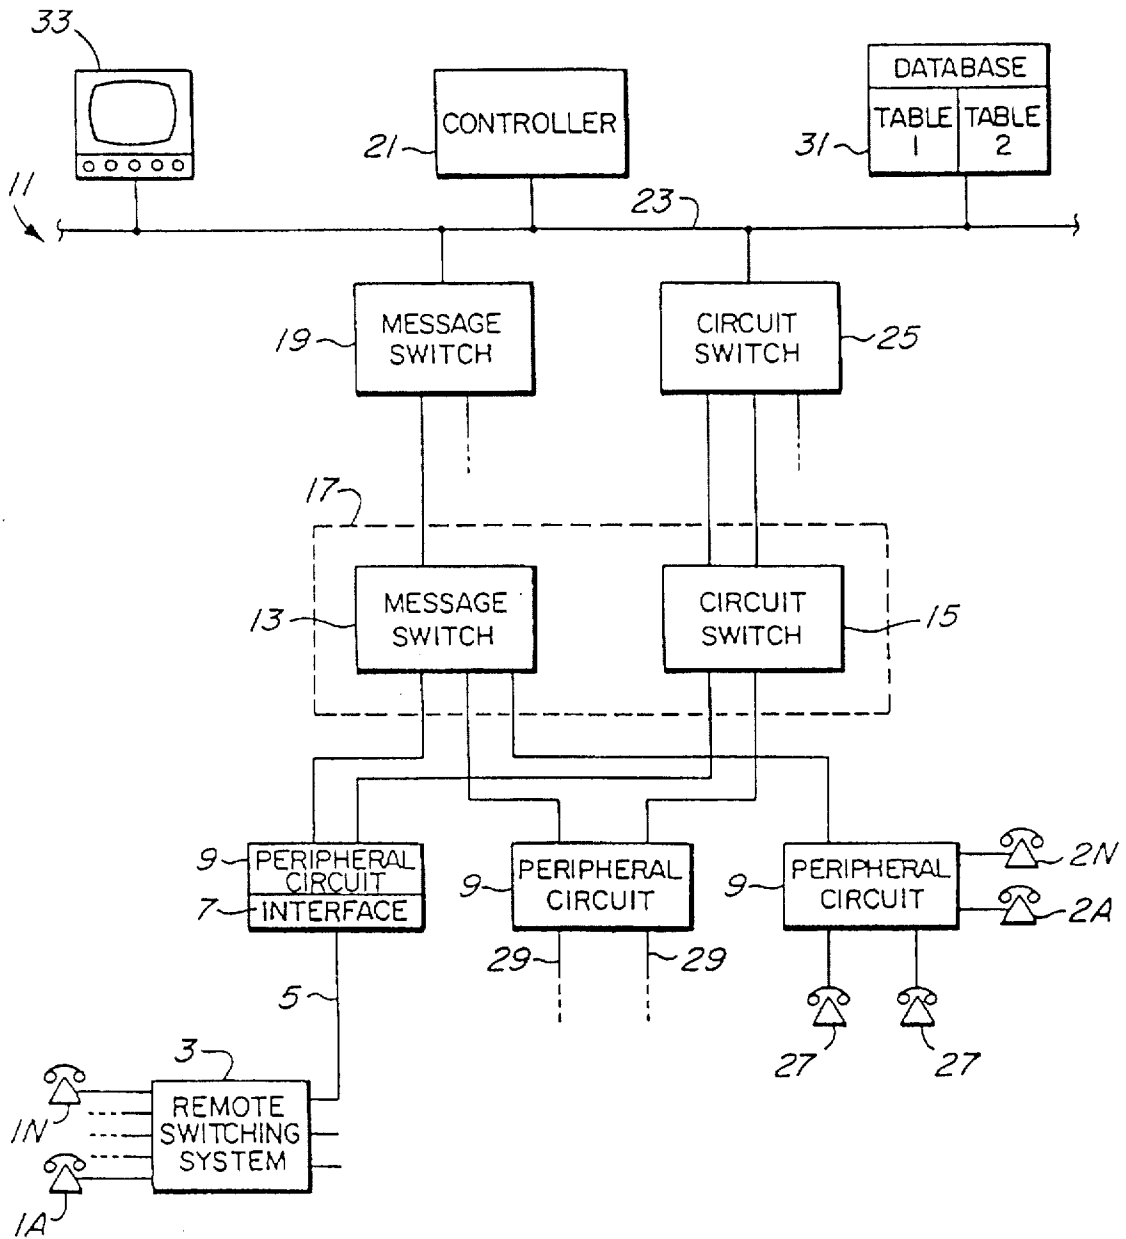 33
DATABASE
CONTROLLER
TABLE 1
TABLE 2
21
31
11
23
MESSAGE
SWITCH
CIRCUIT
SWITCH
19
25
17
MESSAGE
SWITCH
CIRCUIT
SWITCH
13
15
9
PERIPHERAL
CIRCUIT
7
INTERFACE
9
PERIPHERAL
CIRCUIT
9
PERIPHERAL
CIRCUIT
2N
2A
29
29
5
27
27
3
REMOTE
SWITCHING
SYSTEM
1N
1A